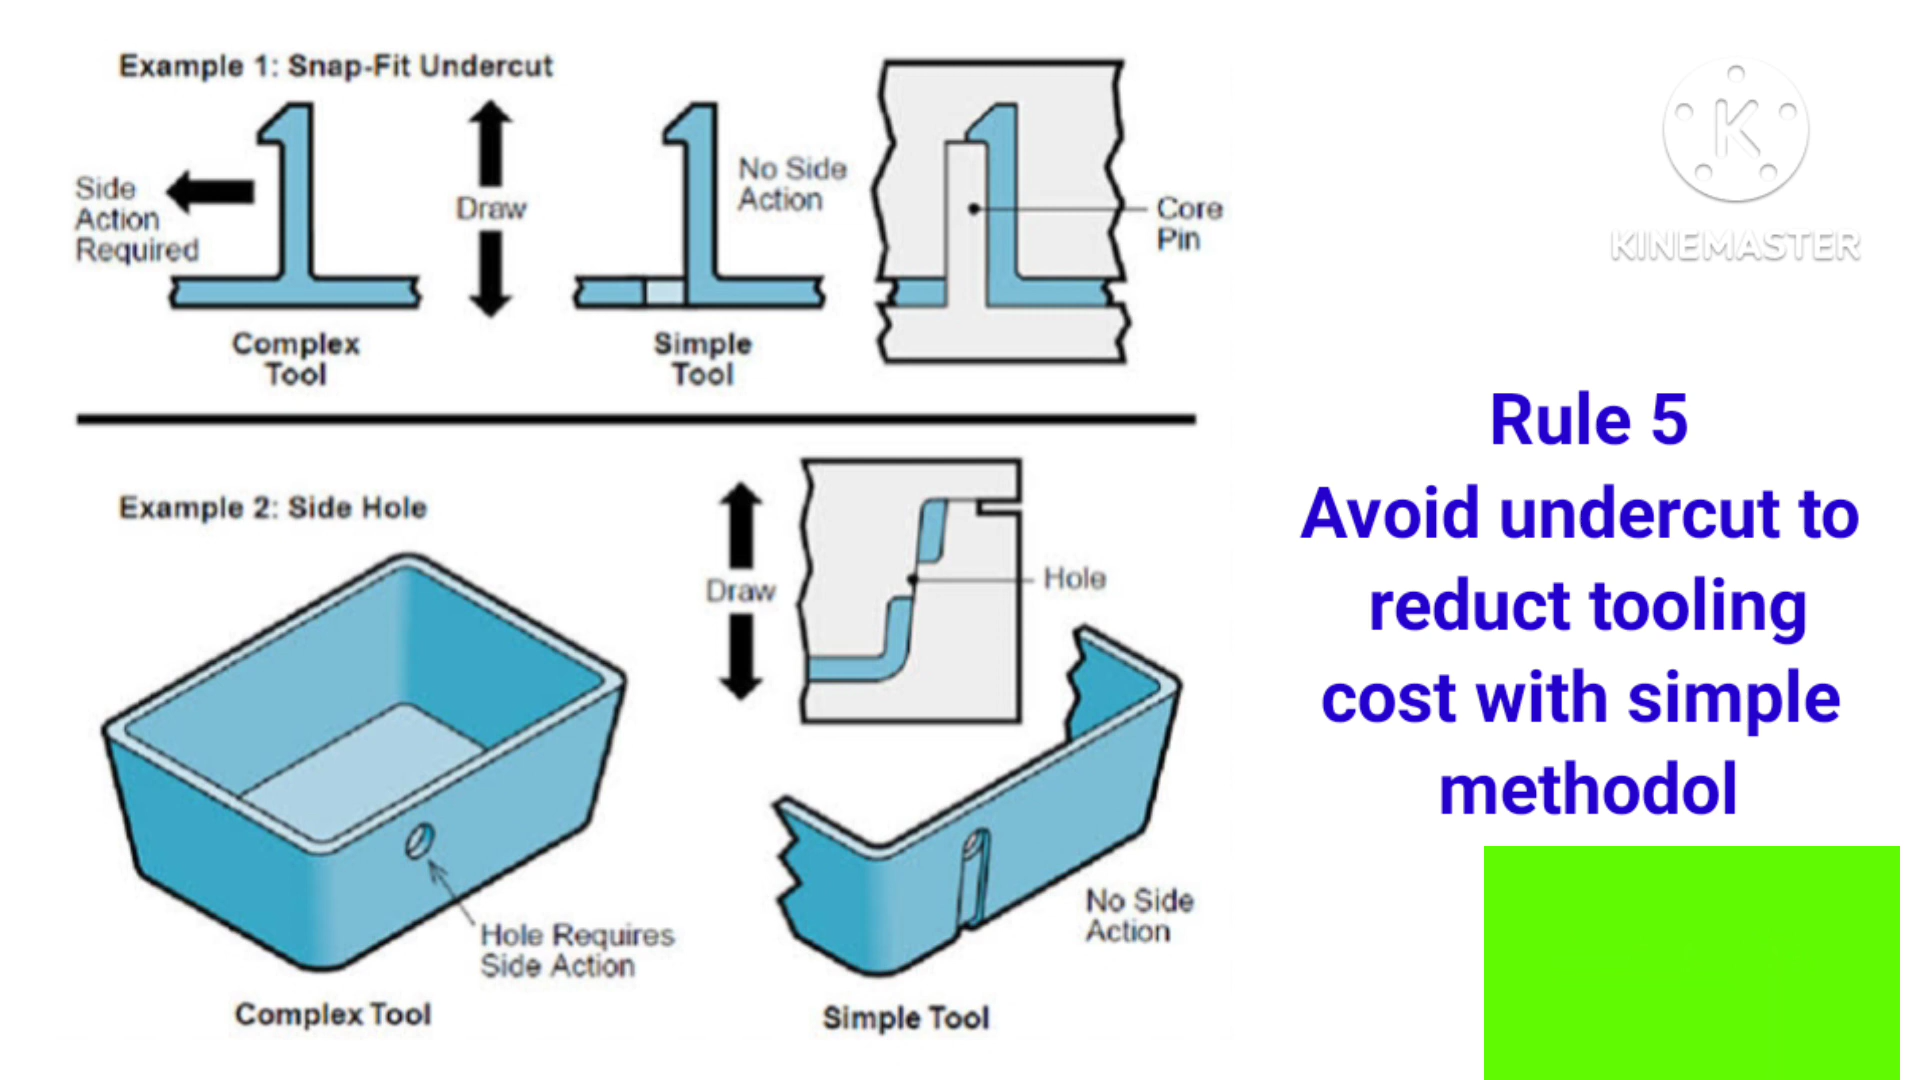 Example 1: Snap-Fit Undercut
Side
Action
Required
Draw
No Side
Action
Core
Pin
Complex
Tool
Simple
Tool
K
KINEMASTER
Rule 5
Avoid undercut to
reduct tooling
cost with simple
methodol
Example 2: Side Hole
Draw
Hole
Hole Requires
Side Action
No Side
Action
Complex Tool
Simple Tool